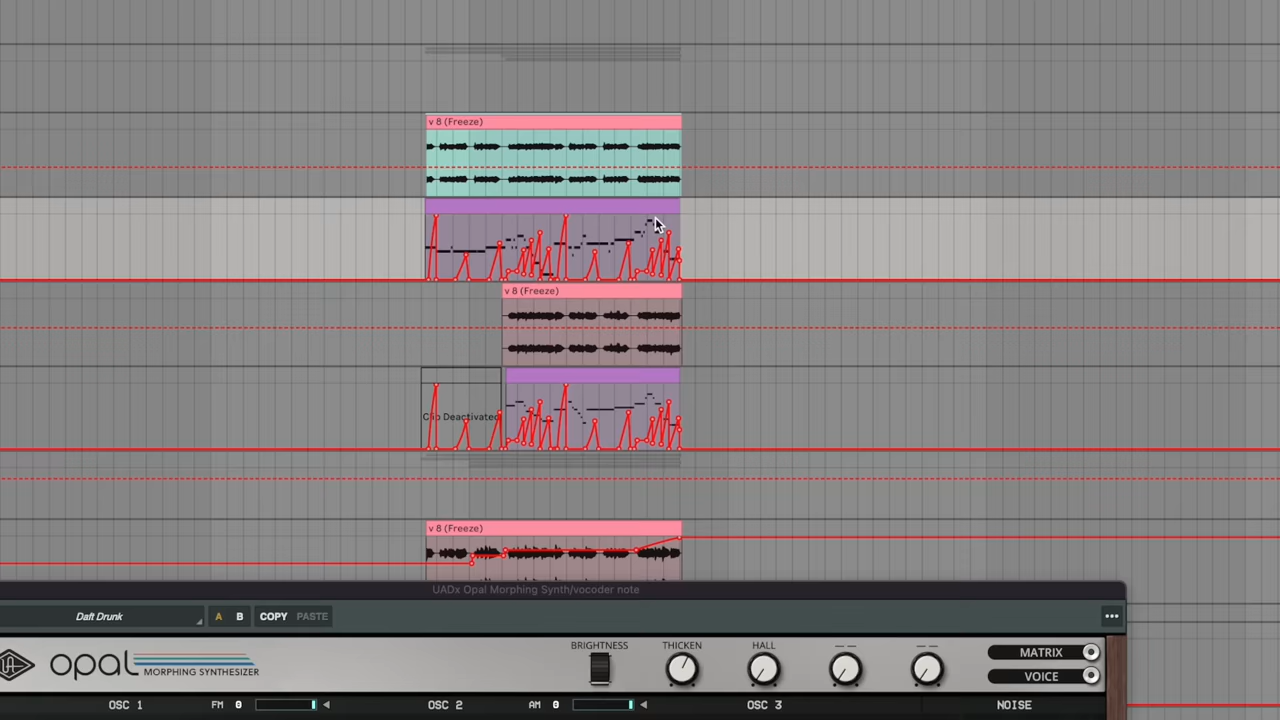 v 8 (Freeze)
v 8 (Freeze)
Clip Deactivated
v 8 (Freeze)
UADx Opal Morphing Synth/vocoder note
Daft Drunk
A B COPY PASTE
UA opal MORPHING SYNTHESIZER
BRIGHTNESS THICKEN HALL — — — —
MATRIX
VOICE
OSC 1 FM 0 OSC 2 AM 0 OSC 3 NOISE